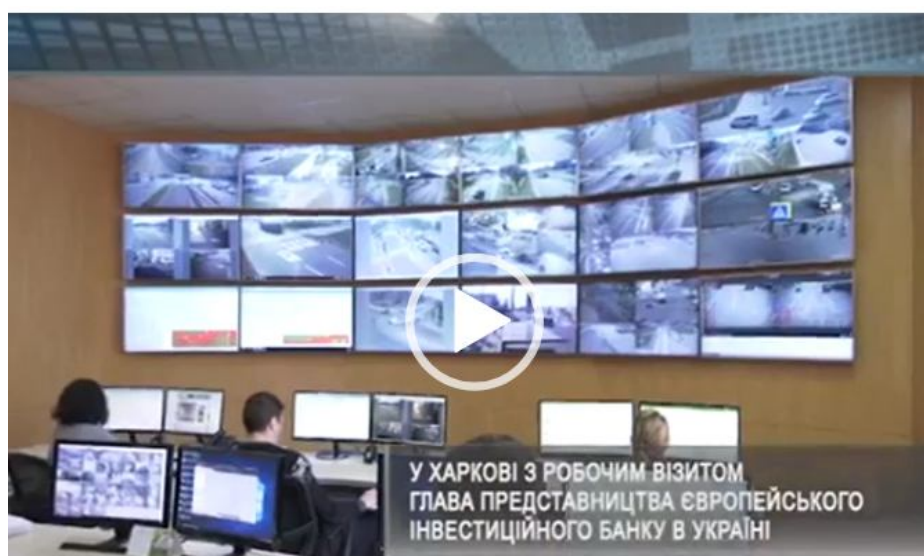 У ХАРКОВІ З РОБОЧИМ ВІЗИТОМ
ГЛАВА ПРЕДСТАВНИЦТВА ЄВРОПЕЙСЬКОГО
ІНВЕСТИЦІЙНОГО БАНКУ В УКРАЇНІ